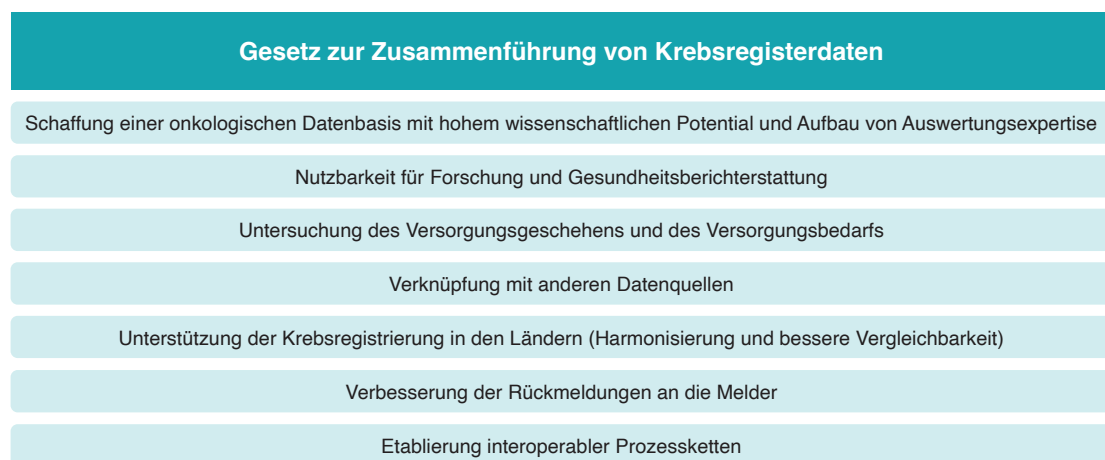 Gesetz zur Zusammenführung von Krebsregisterdaten
Schaffung einer onkologischen Datenbasis mit hohem wissenschaftlichen Potential und Aufbau von Auswertungsexpertise
Nutzbarkeit für Forschung und Gesundheitsberichterstattung
Untersuchung des Versorgungsgeschehens und des Versorgungsbedarfs
Verknüpfung mit anderen Datenquellen
Unterstützung der Krebsregistrierung in den Ländern (Harmonisierung und bessere Vergleichbarkeit)
Verbesserung der Rückmeldungen an die Melder
Etablierung interoperabler Prozessketten